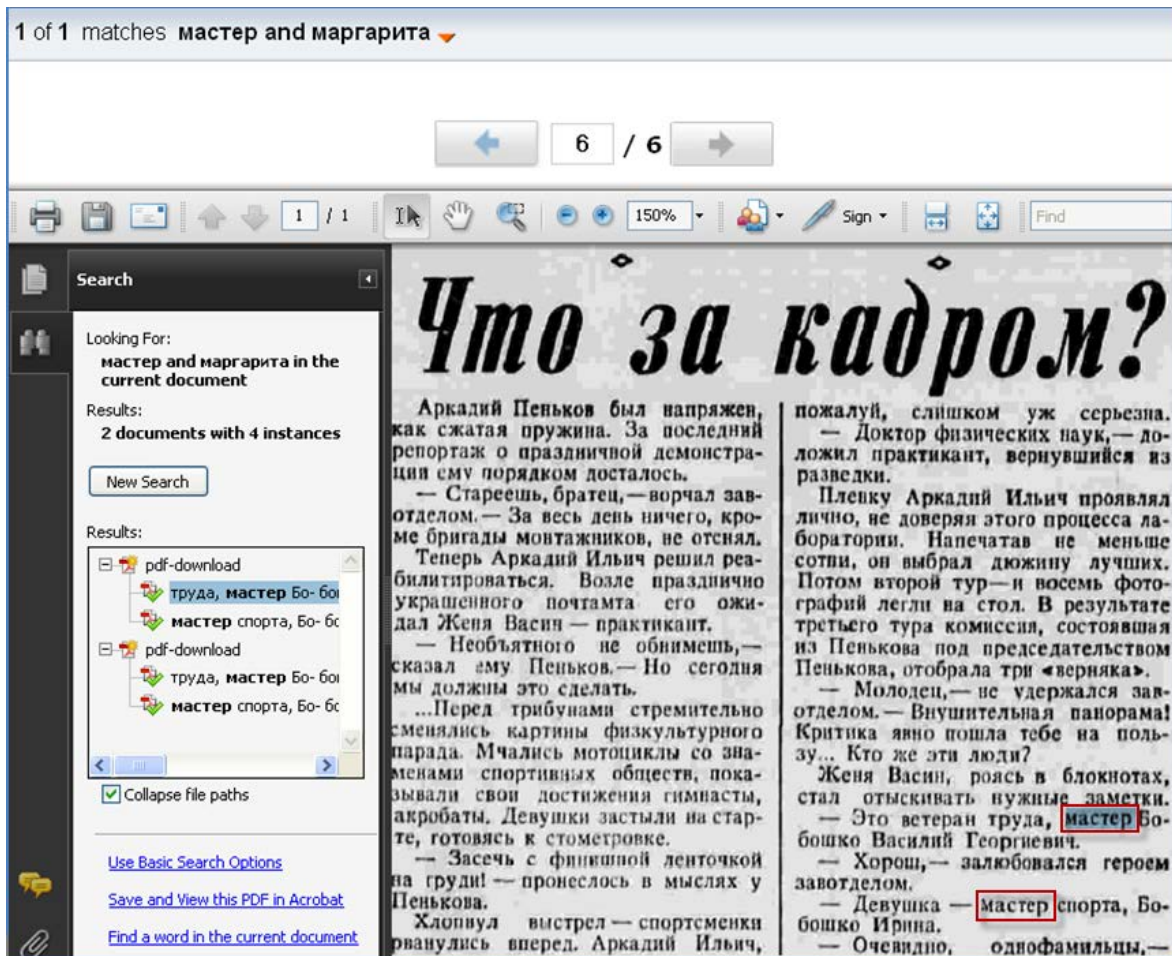 1 of 1 matches мастер and маргарита
6 / 6
1 / 1
150%
Sign
Find
Search
Looking For:
мастер and маргарита in the
current document
Results:
2 documents with 4 instances
New Search
Results:
pdf-download
труда, мастер Бо- бо
мастер спорта, Бо- бо
pdf-download
труда, мастер Бо- бо
мастер спорта, Бо- бо
Collapse file paths
Use Basic Search Options
Save and View this PDF in Acrobat
Find a word in the current document
Что за кадром?
Аркадий Пеньков был напряжен,
как сжатая пружина. За последний
репортаж о праздничной демонстра-
ции ему порядком досталось.
— Стареешь, братец,— ворчал зав-
отделом.— За весь день ничего, кро-
ме бригады монтажников, не отснял.
Теперь Аркадий Ильич решил реа-
билитироваться. Возле празднично
украшенного почтамта его ожи-
дал Женя Васин — практикант.
— Необъятного не обнимешь,—
сказал ему Пеньков.— Но сегодня
мы должны это сделать.
...Перед трибунами стремительно
сменялись картины физкультурного
парада. Мчались мотоциклы со зна-
менами спортивных обществ, пока-
зывали свои достижения гимнасты,
акробаты. Девушки застыли на стар-
те, готовясь к стометровке.
— Засечь с финишной ленточкой
на груди! — пронеслось в мыслях у
Пенькова.
Хлопнул выстрел — спортсменки
рванулись вперед. Аркадий Ильич,
пожалуй, слишком уж серьезна.
— Доктор физических наук,— до-
ложил практикант, вернувшийся из
разведки.
Пленку Аркадий Ильич проявлял
лично, не доверяя этого процесса ла-
боратории. Напечатав не меньше
сотни, он выбрал дюжину лучших.
Потом второй тур — и восемь фото-
графий легли на стол. В результате
третьего тура комиссия, состоявшая
из Пенькова под председательством
Пенькова, отобрала три «верняка».
— Молодец,— не удержался зав-
отделом.— Внушительная панорама!
Критика явно пошла тебе на поль-
зу... Кто же эти люди?
Женя Васин, роясь в блокнотах,
стал отыскивать нужные заметки.
— Это ветеран труда, мастер Бо-
бошко Василий Георгиевич.
— Хорош,— залюбовался героем
завотделом.
— Девушка — мастер спорта, Бо-
бошко Ирина.
— Очевидно, однофамильцы,—